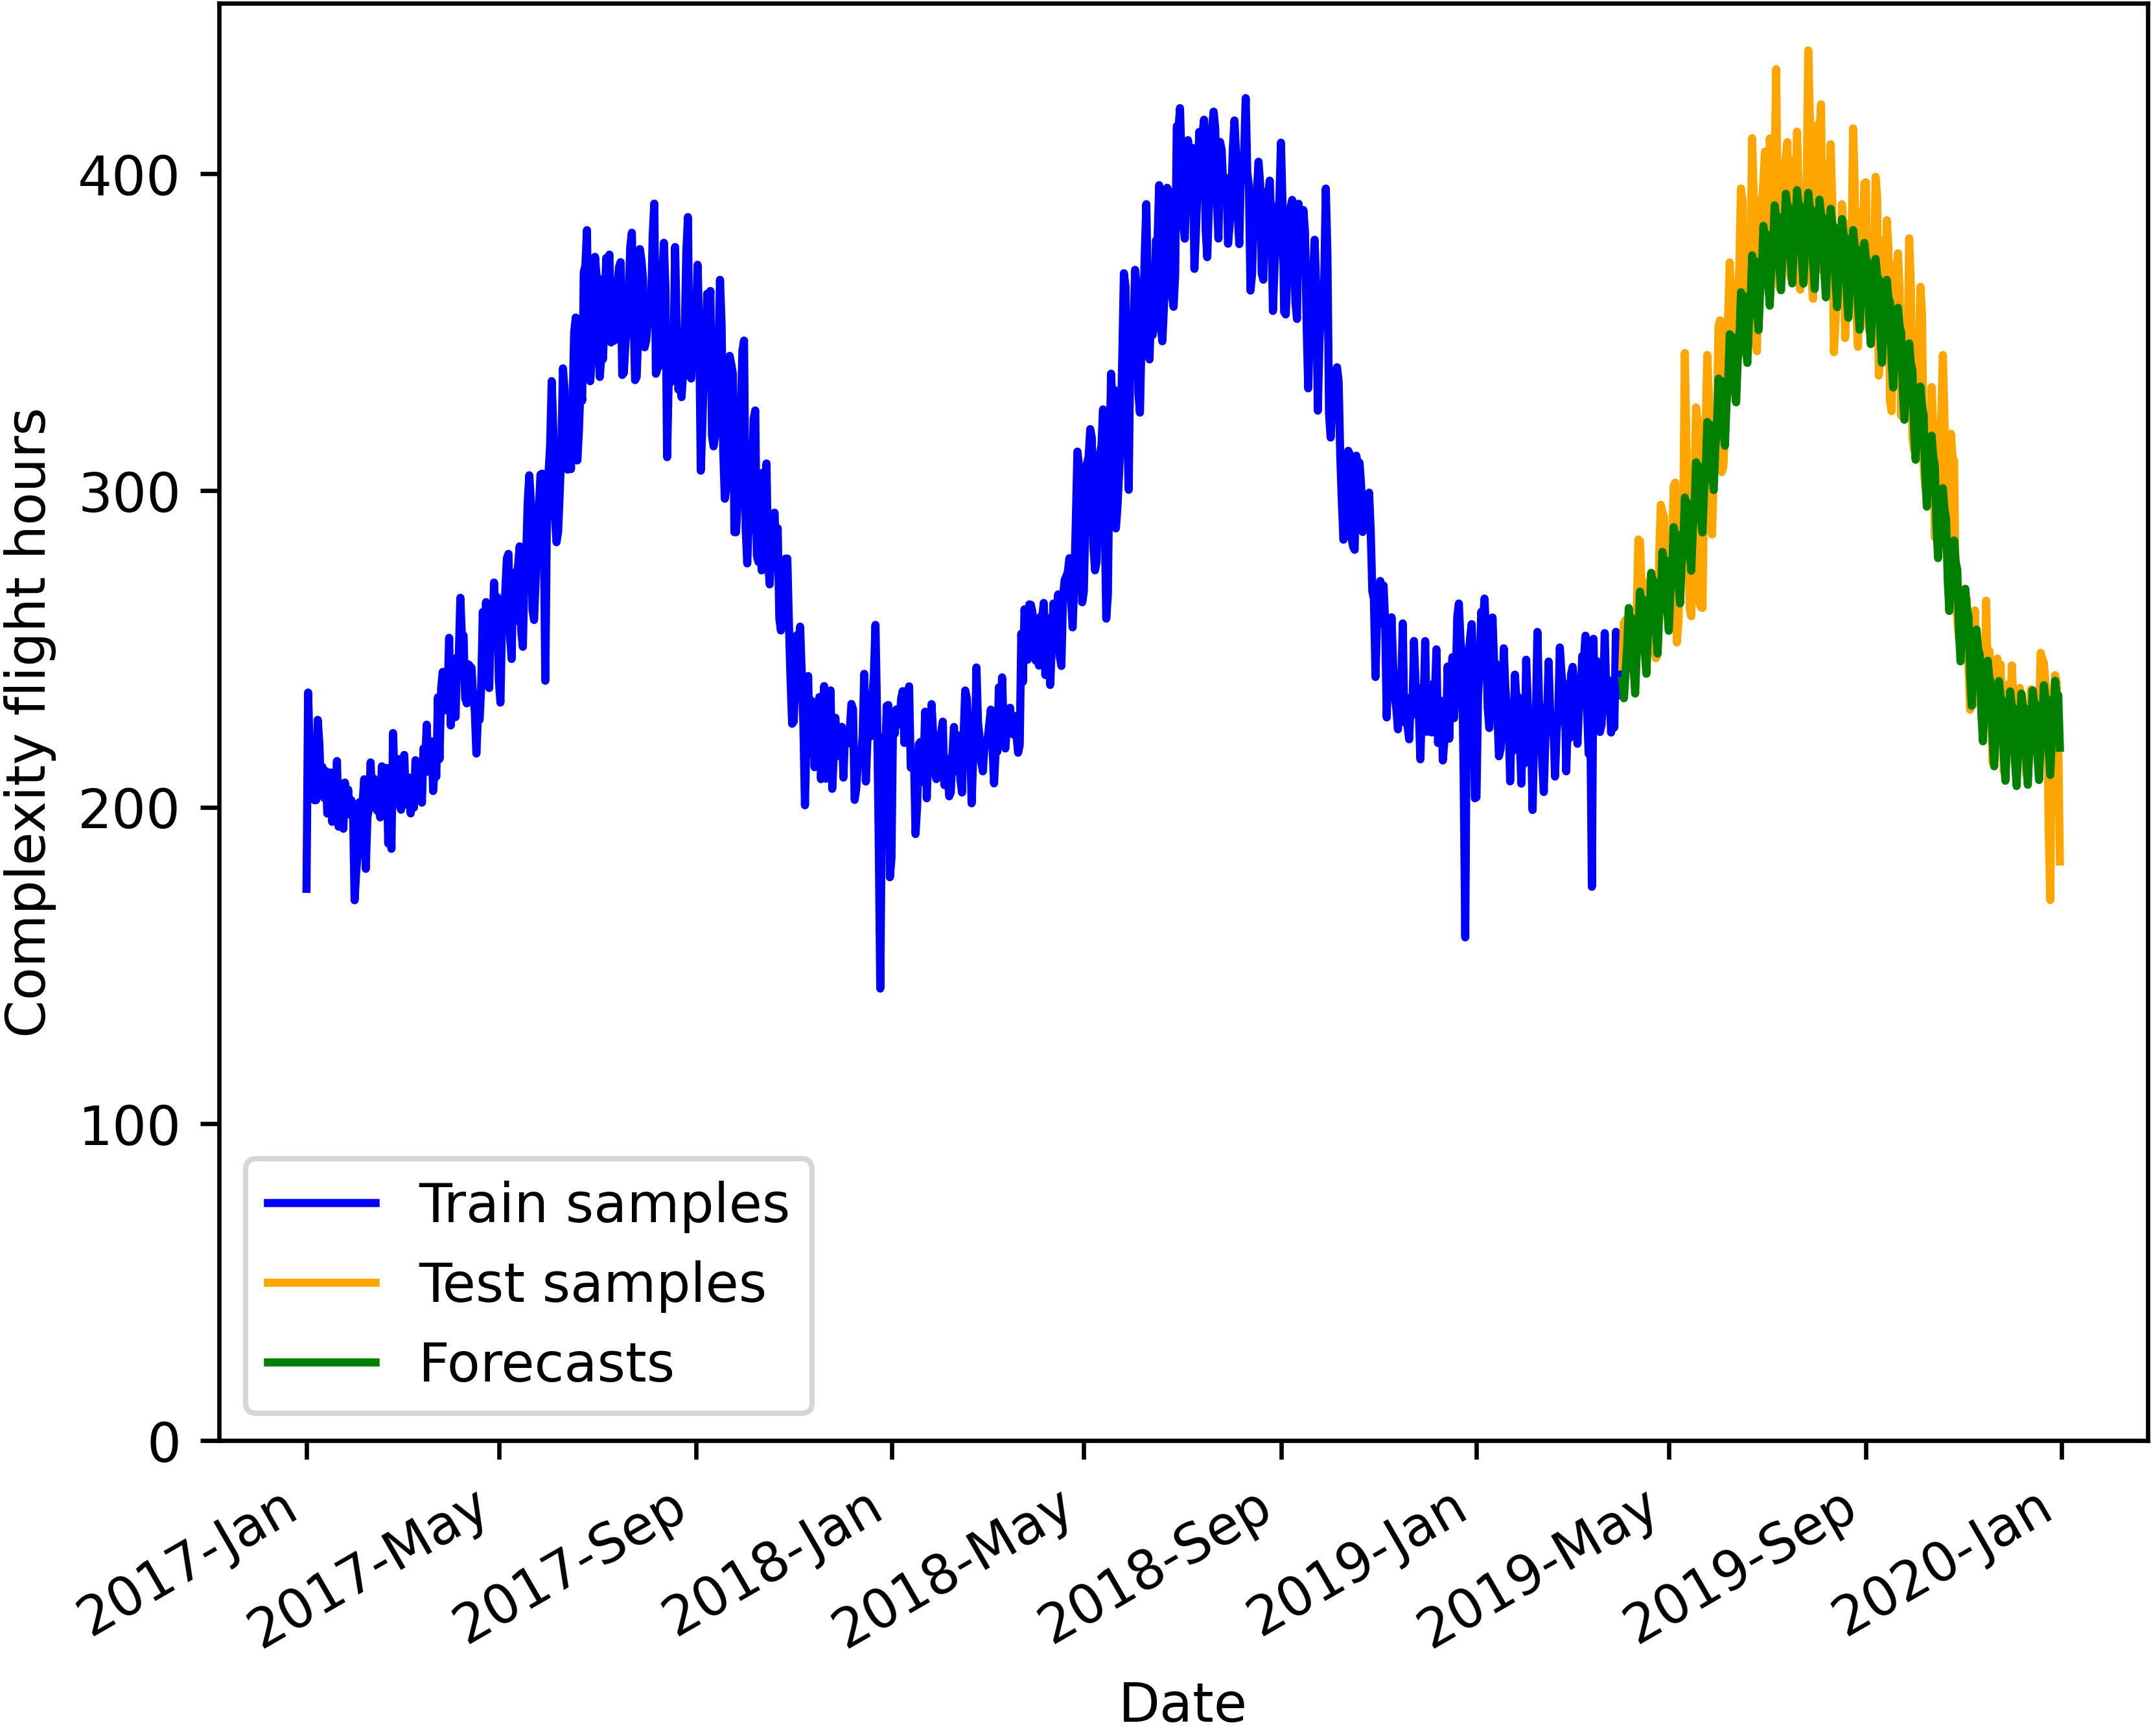 Complexity flight hours
400
300
200
100
0
Train samples
Test samples
Forecasts
2017-Jan
2017-May
2017-Sep
2018-Jan
2018-May
2018-Sep
2019-Jan
2019-May
2019-Sep
2020-Jan
Date